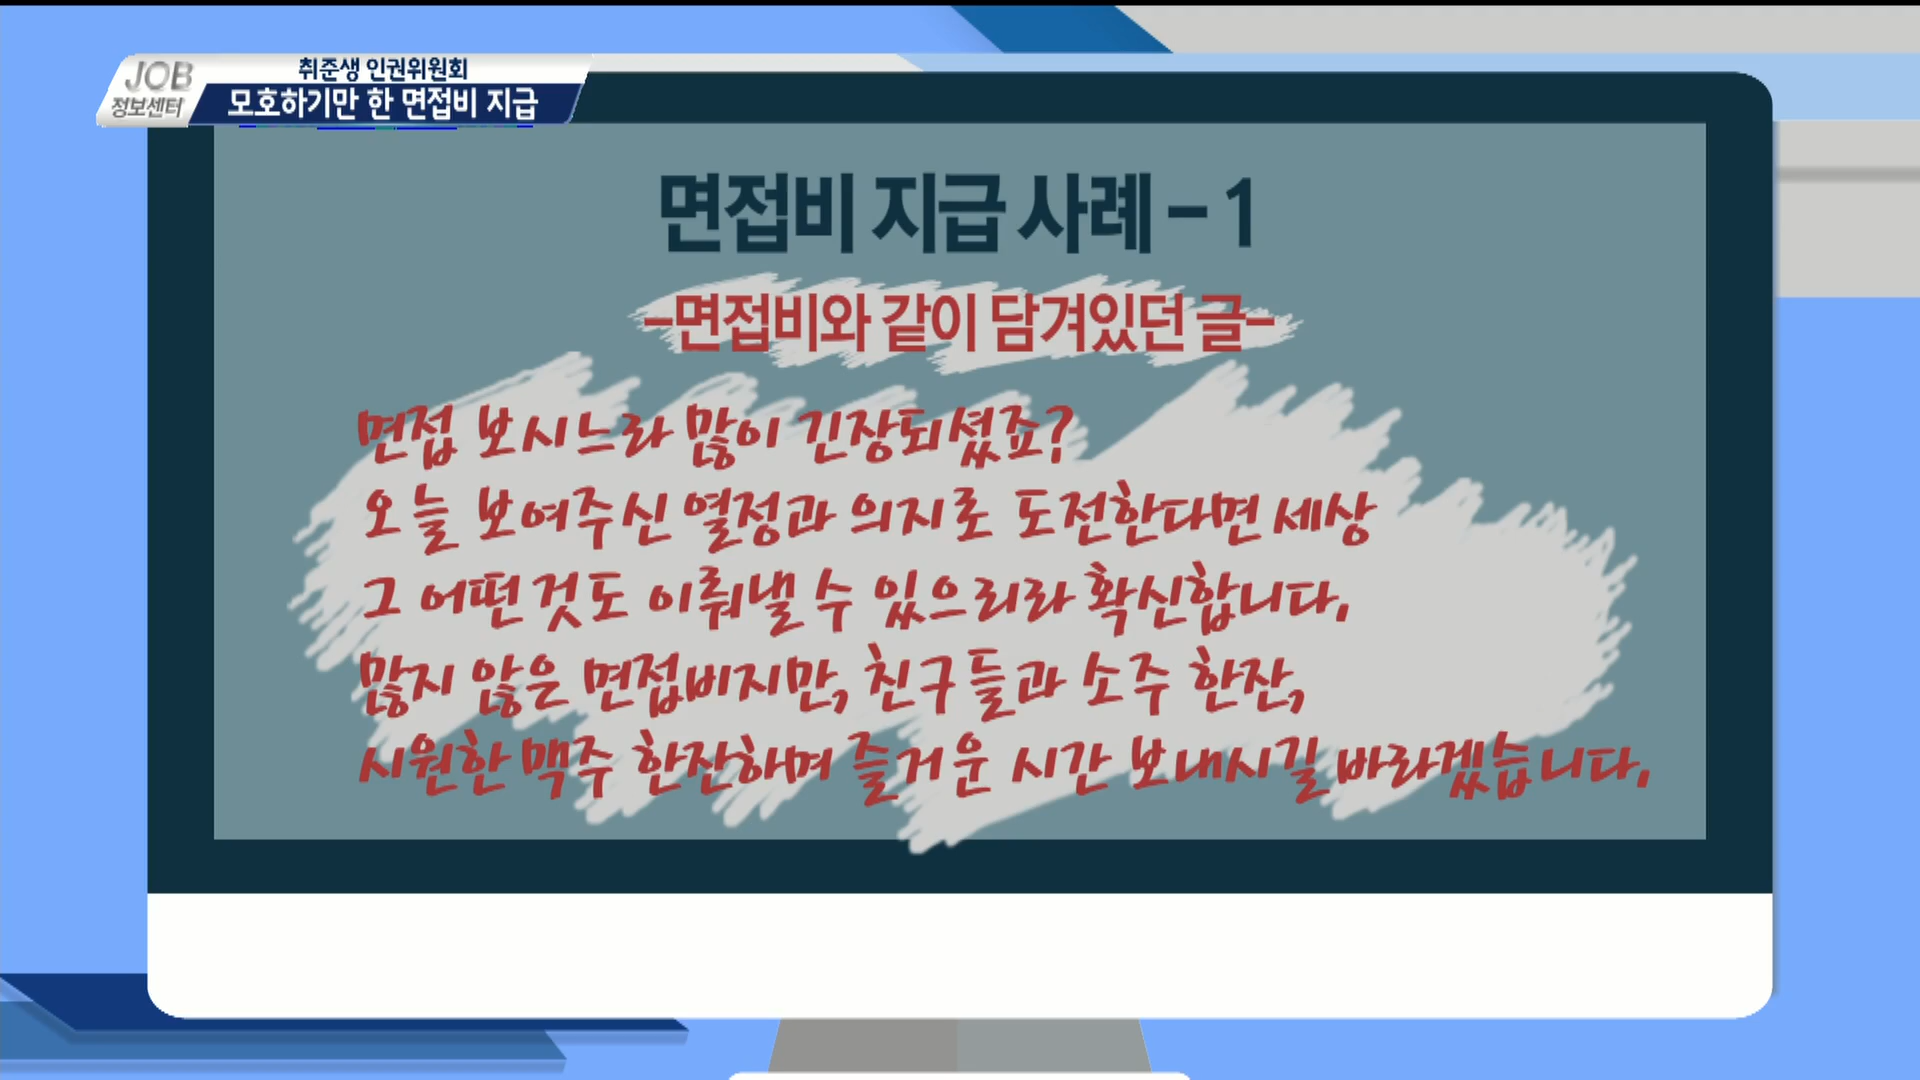 JOB
정보센터
취준생 인권위원회
모호하기만 한 면접비 지급
면접비 지급 사례 - 1
-면접비와 같이 담겨있던 글-
면접 보시느라 많이 긴장되셨죠?
오늘 보여주신 열정과 의지로 도전한다면 세상
그 어떤 것도 이뤄낼 수 있으리라 확신합니다.
많지 않은 면접비지만, 친구들과 소주 한잔,
시원한 맥주 한잔하며 즐거운 시간 보내시길 바라겠습니다.